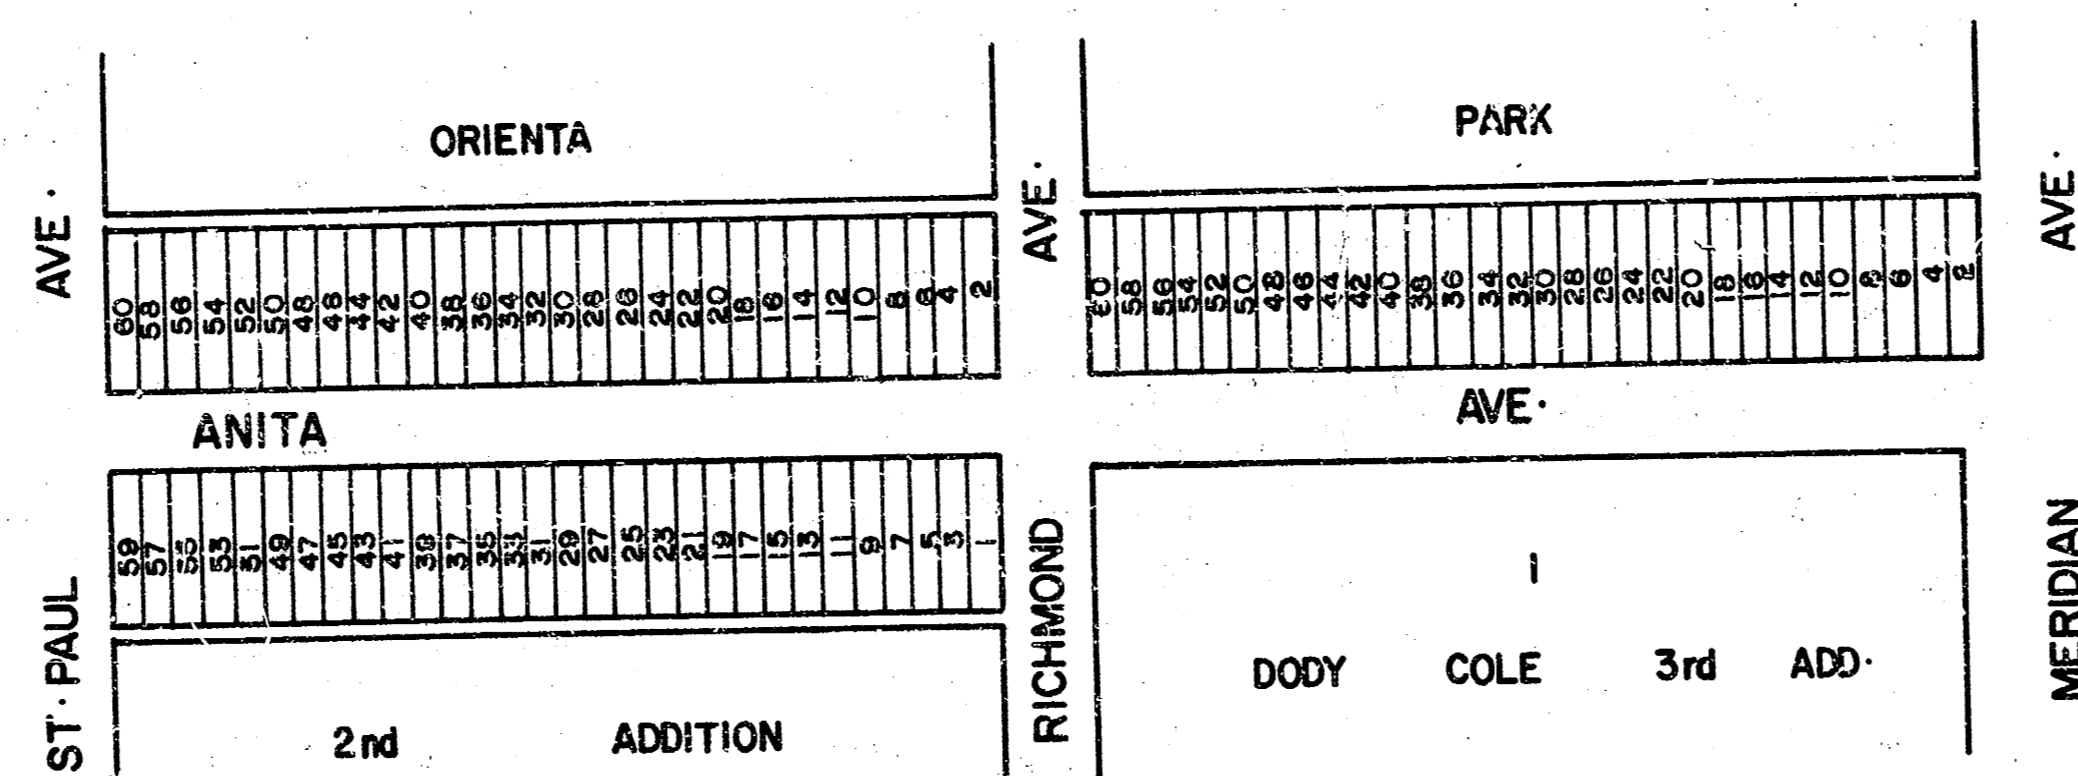 ORIENTA PARK
AVE. AVE. AVE.
60 58 56 54 52 50 48 46 44 42 40 38 36 34 32 30 28 26 24 22 20 18 16 14 12 10 8 6 4 2
60 58 56 54 52 50 48 46 44 42 40 38 36 34 32 30 28 26 24 22 20 18 16 14 12 10 8 6 4 2
ANITA AVE.
59 57 55 53 51 49 47 45 43 41 39 37 35 33 31 29 27 25 23 21 19 17 15 13 11 9 7 5 3 1
1
ST. PAUL RICHMOND MERIDIAN
DODY COLE 3rd ADD.
2nd ADDITION